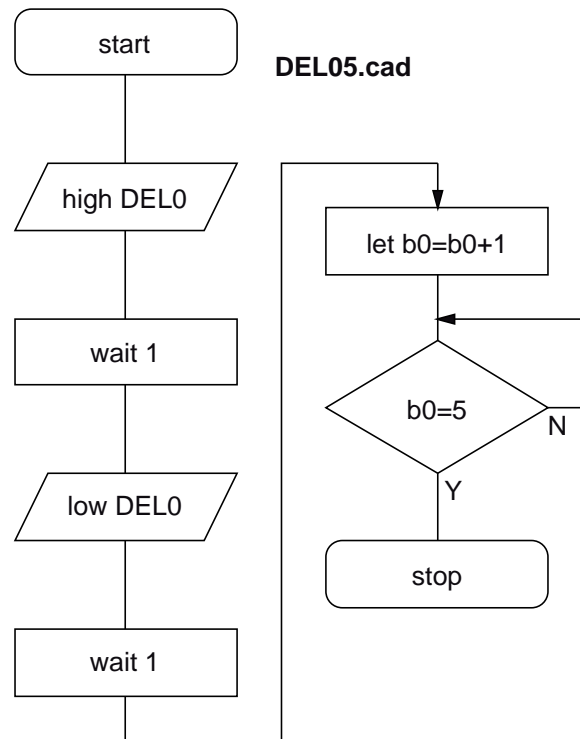 start
DEL05.cad
high DEL0
wait 1
low DEL0
wait 1
let b0=b0+1
b0=5
N
Y
stop